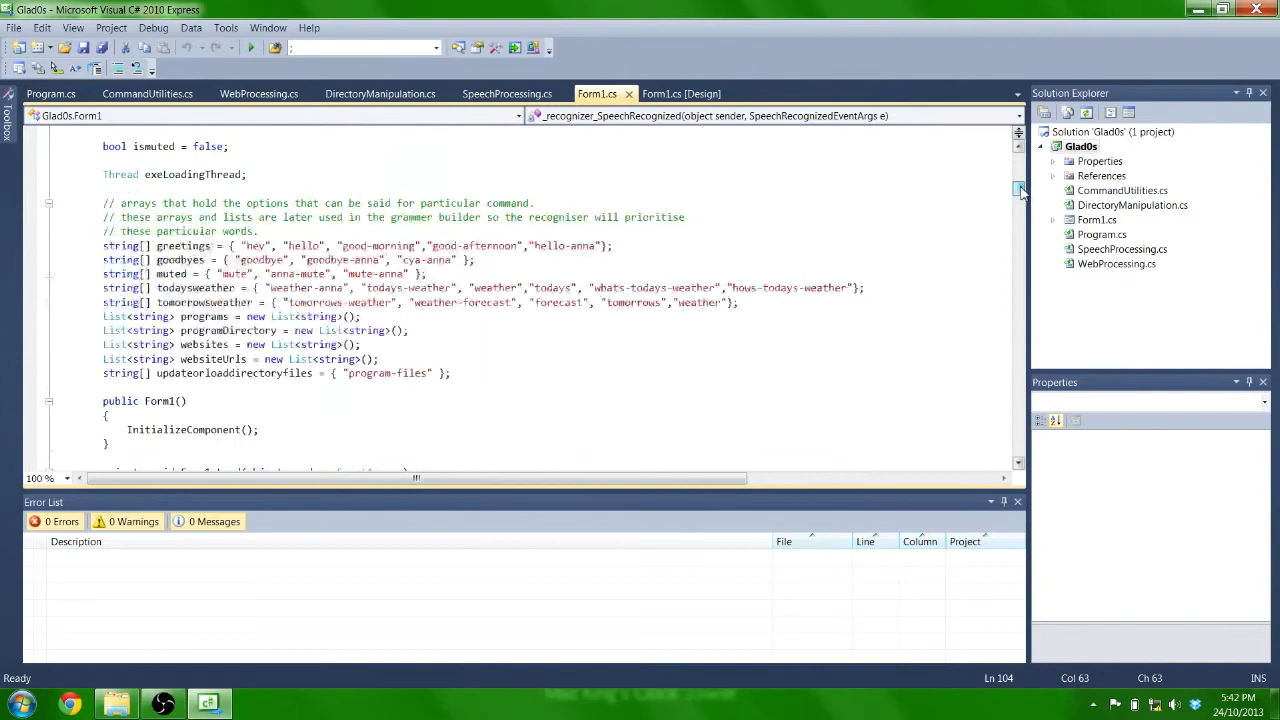 Glad0s - Microsoft Visual C# 2010 Express
File Edit View Project Debug Data Tools Window Help
;
Program.cs CommandUtilities.cs WebProcessing.cs DirectoryManipulation.cs SpeechProcessing.cs Form1.cs Form1.cs [Design]
Glad0s.Form1 _recognizer_SpeechRecognized(object sender, SpeechRecognizedEventArgs e)
Toolbox
bool ismuted = false;
Thread exeLoadingThread;
// arrays that hold the options that can be said for particular command.
// these arrays and lists are later used in the grammer builder so the recogniser will prioritise
// these particular words.
string[] greetings = { "hey", "hello", "good-morning","good-afternoon","hello-anna"};
string[] goodbyes = { "goodbye", "goodbye-anna", "cya-anna" };
string[] muted = { "mute", "anna-mute", "mute-anna" };
string[] todaysweather = { "weather-anna", "todays-weather", "weather","todays", "whats-todays-weather","hows-todays-weather"};
string[] tomorrowsweather = { "tomorrows-weather", "weather-forecast", "forecast", "tomorrows","weather"};
List<string> programs = new List<string>();
List<string> programDirectory = new List<string>();
List<string> websites = new List<string>();
List<string> websiteUrls = new List<string>();
string[] updateorloaddirectoryfiles = { "program-files" };
public Form1()
{
InitializeComponent();
}
100 %
Solution Explorer
Solution 'Glad0s' (1 project)
Glad0s
Properties
References
CommandUtilities.cs
DirectoryManipulation.cs
Form1.cs
Program.cs
SpeechProcessing.cs
WebProcessing.cs
Properties
Error List
0 Errors 0 Warnings 0 Messages
Description File Line Column Project
Ready Ln 104 Col 63 Ch 63 INS
5:42 PM
24/10/2013